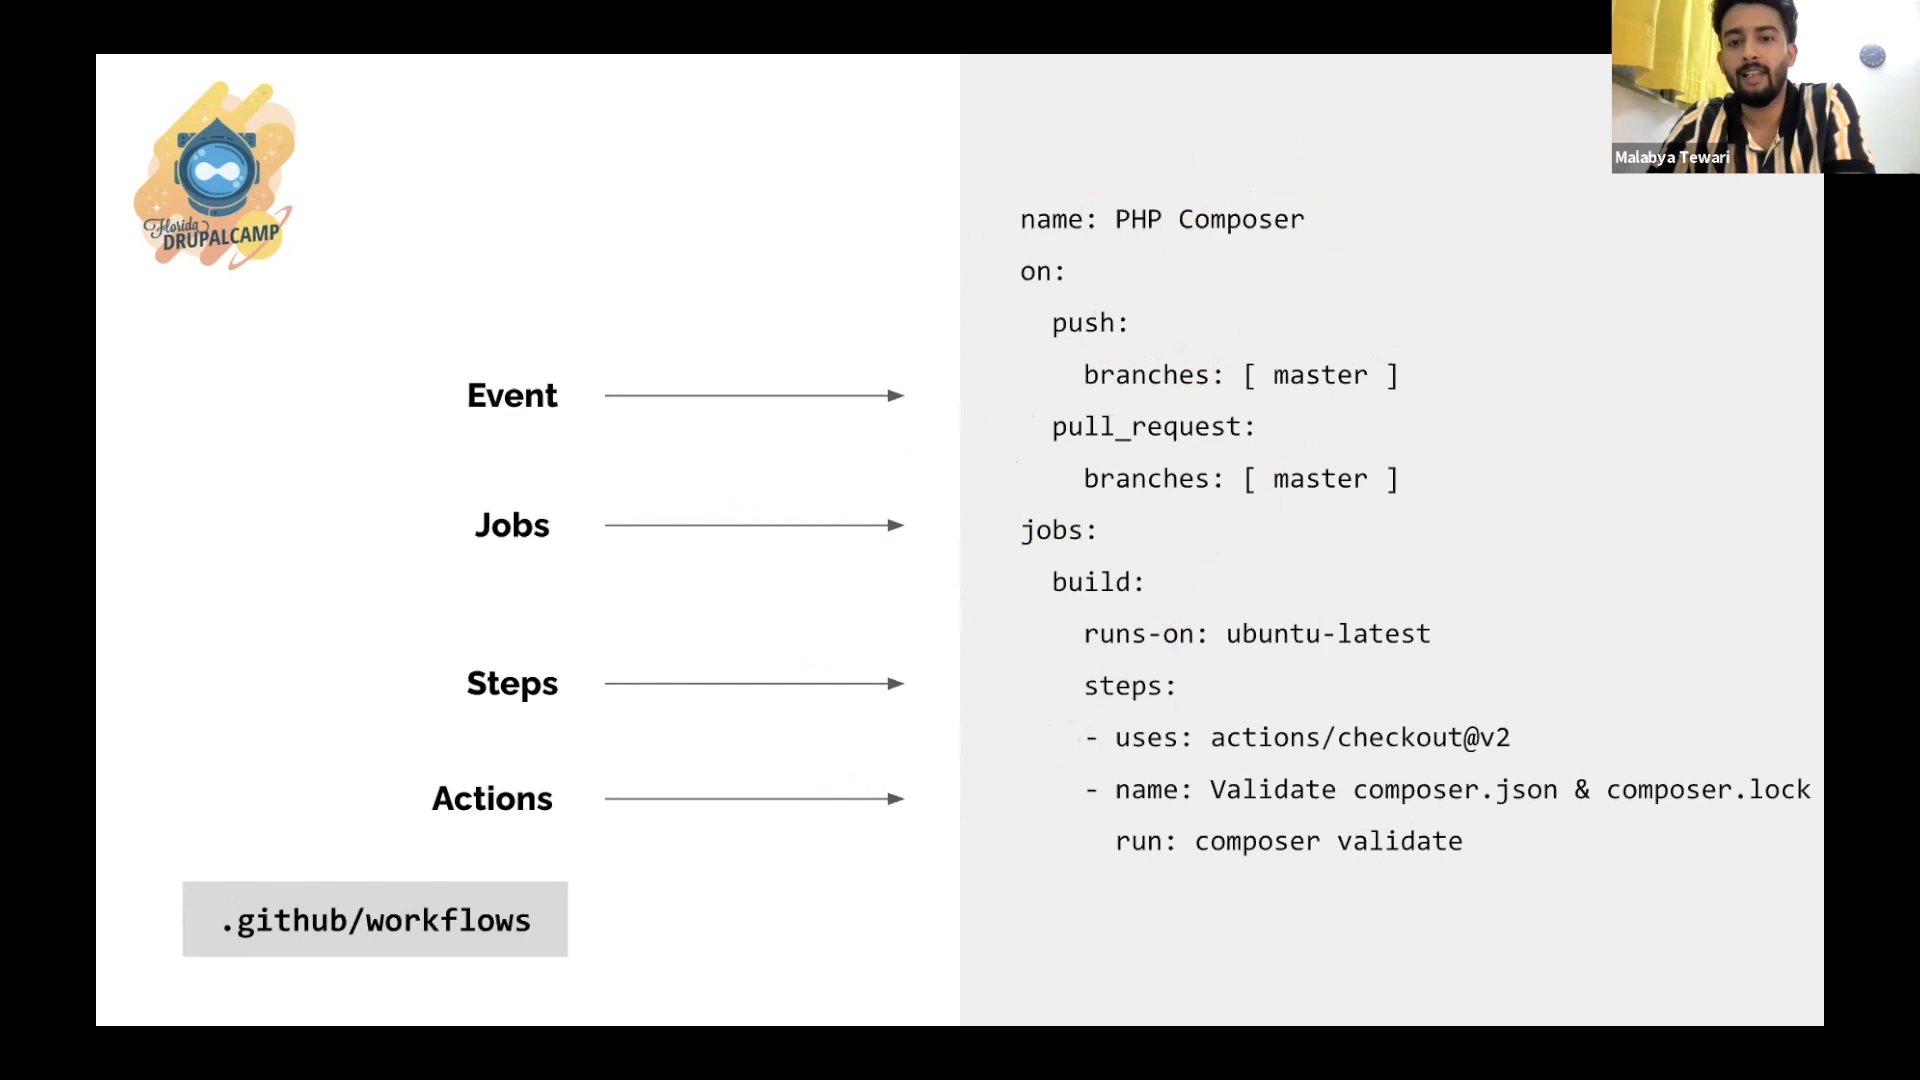 Malabya Tewari
Florida
DRUPALCAMP
Event
Jobs
Steps
Actions
.github/workflows
name: PHP Composer
on:
  push:
    branches: [ master ]
  pull_request:
    branches: [ master ]
jobs:
  build:
    runs-on: ubuntu-latest
    steps:
    - uses: actions/checkout@v2
    - name: Validate composer.json & composer.lock
      run: composer validate